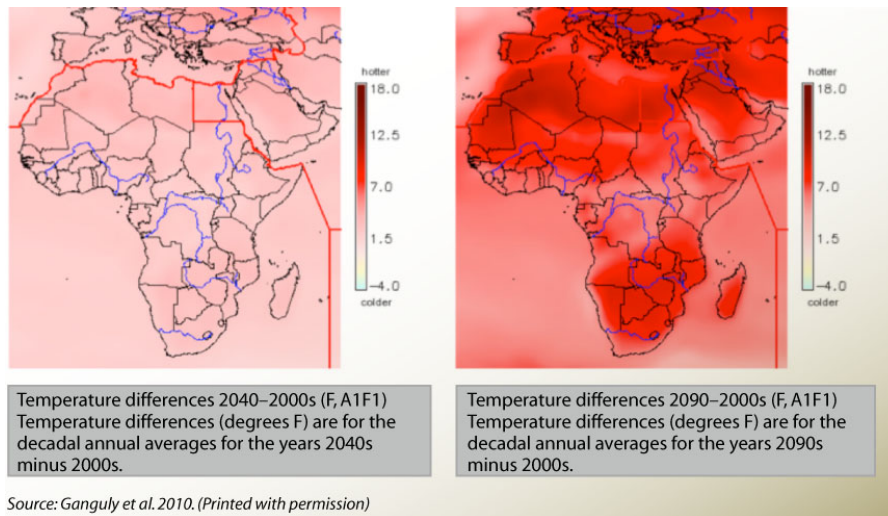 hotter
18.0
12.5
7.0
1.5
−4.0
colder
hotter
18.0
12.5
7.0
1.5
−4.0
colder
Temperature differences 2040–2000s (F, A1F1)
Temperature differences (degrees F) are for the
decadal annual averages for the years 2040s
minus 2000s.
Temperature differences 2090–2000s (F, A1F1)
Temperature differences (degrees F) are for the
decadal annual averages for the years 2090s
minus 2000s.
Source: Ganguly et al. 2010. (Printed with permission)